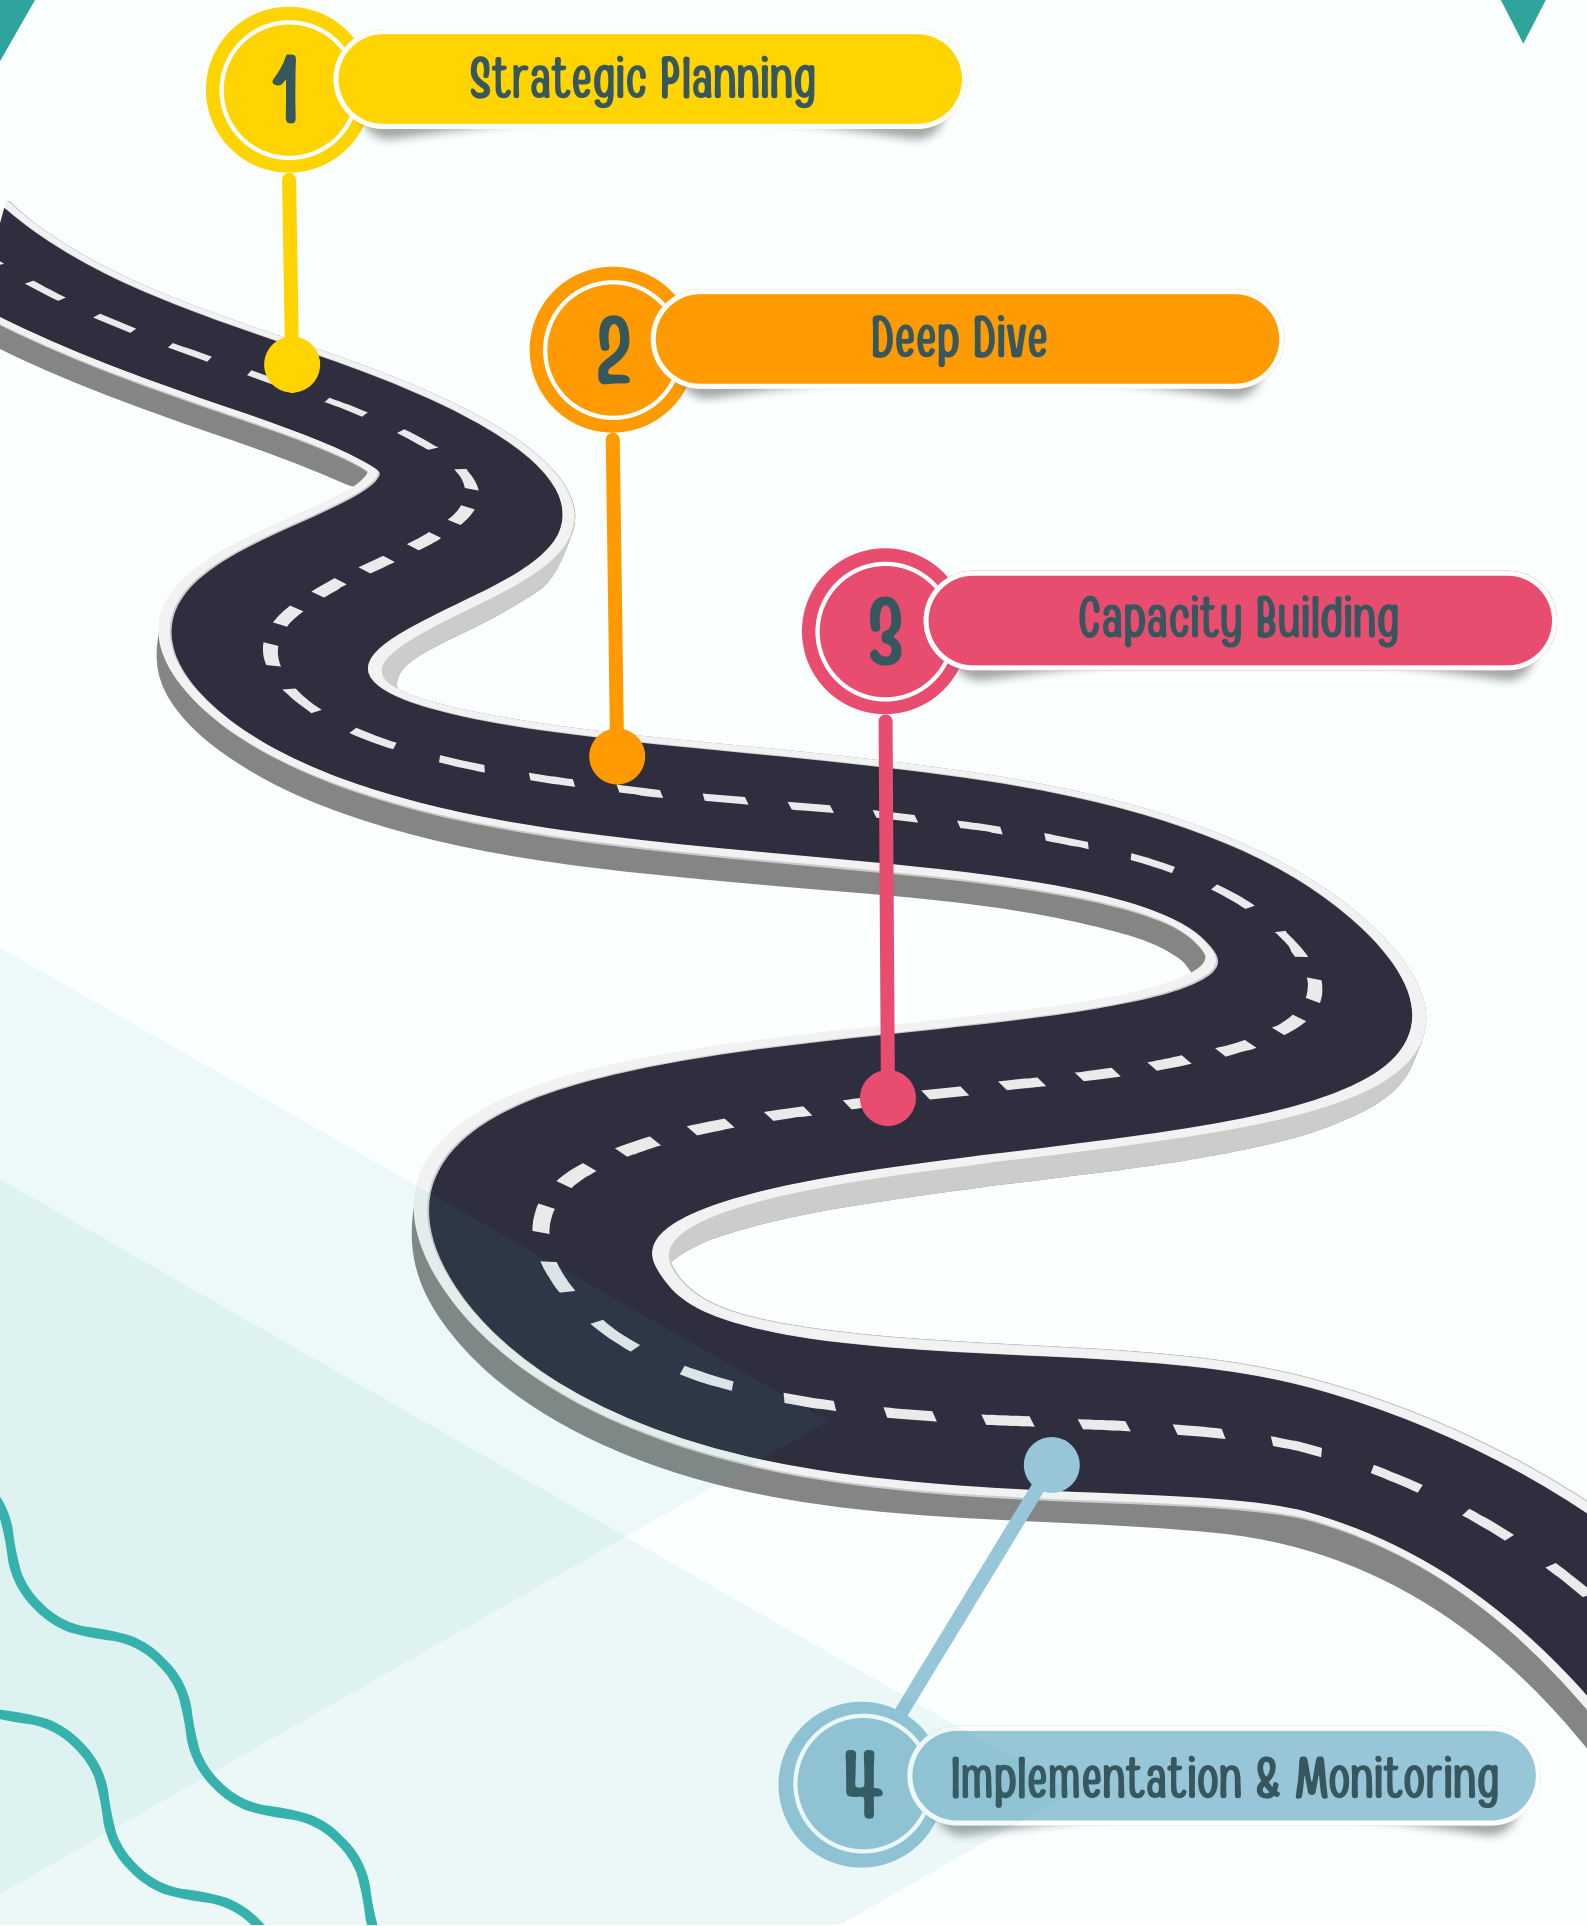 1
Strategic Planning
2
Deep Dive
3
Capacity Building
4
Implementation & Monitoring